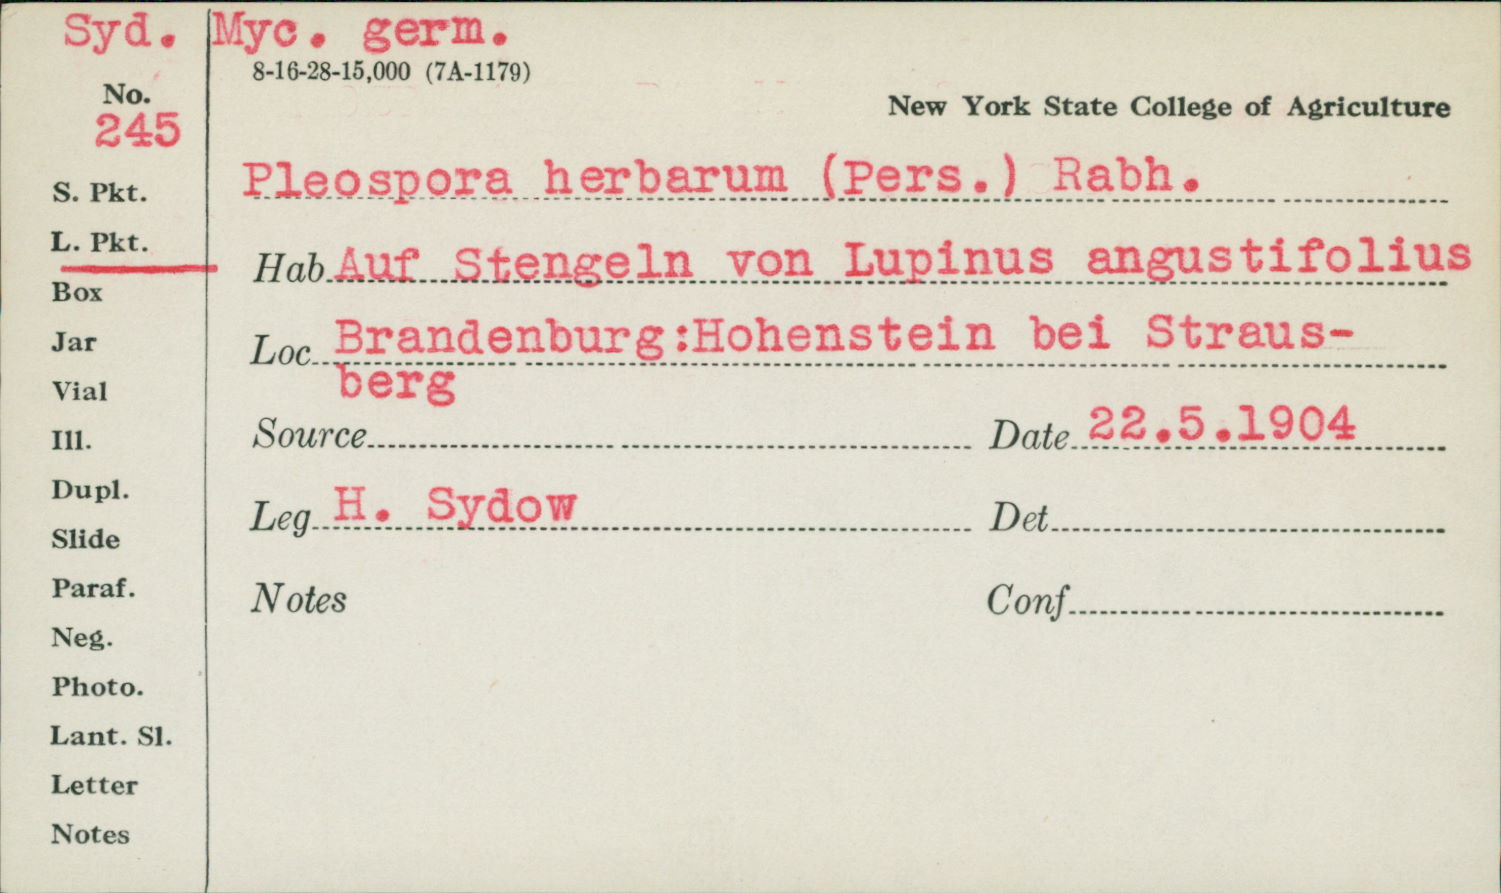 Syd. Myc. germ.
8-16-28-15,000 (7A-1179)
No.
245
New York State College of Agriculture
S. Pkt.
Pleospora herbarum (Pers.) Rabh.
L. Pkt.
Hab Auf Stengeln von Lupinus angustifolius
Box
Jar
Loc Brandenburg:Hohenstein bei Straus-
berg
Vial
Ill.
Source
Date 22.5.1904
Dupl.
Leg H. Sydow
Det
Slide
Paraf.
Notes
Conf
Neg.
Photo.
Lant. Sl.
Letter
Notes